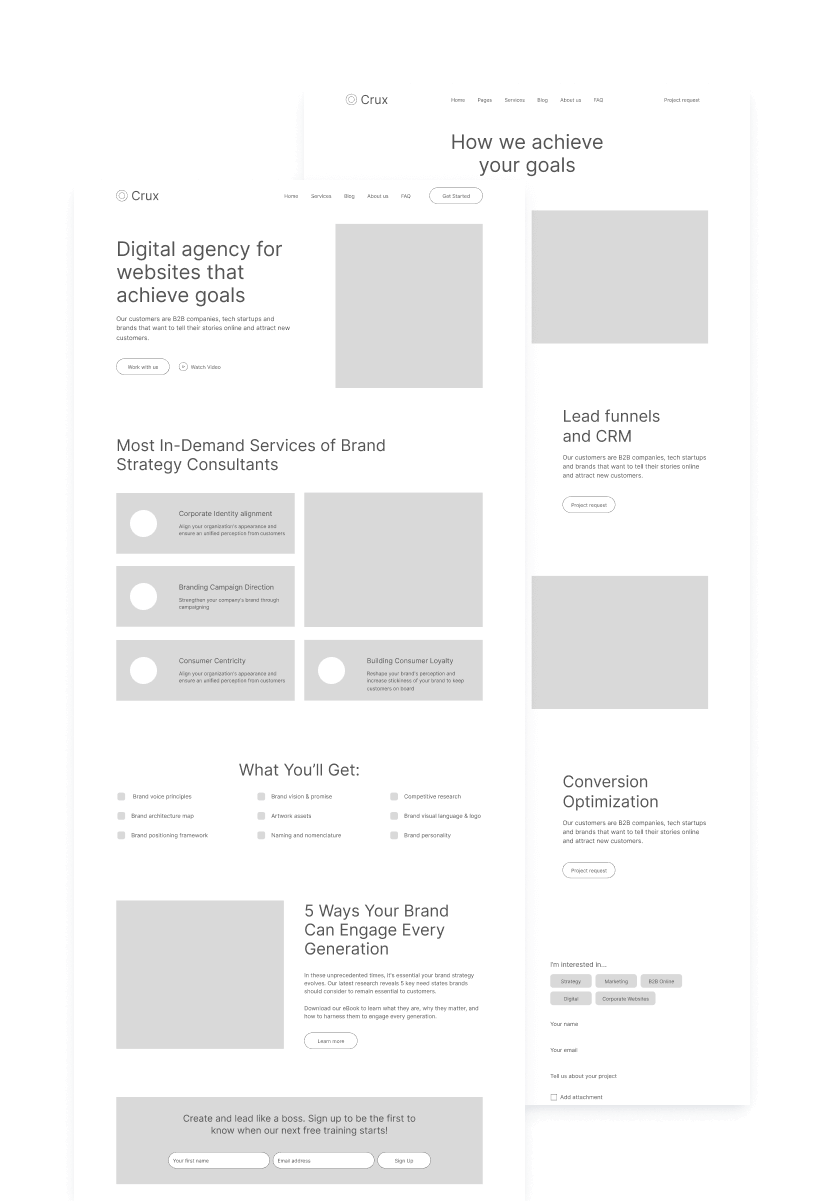 Crux
Home Pages Services Blog About us FAQ Project request
How we achieve
your goals
Crux
Home Services Blog About us FAQ Get Started
Digital agency for
websites that
achieve goals
Our customers are B2B companies, tech startups and
brands that want to tell their stories online and attract new
customers.
Work with us Watch Video
Most In-Demand Services of Brand
Strategy Consultants
Corporate Identity alignment
Align your organization's appearance and
ensure an unified perception from customers
Branding Campaign Direction
Strengthen your company's brand through
campaigning
Consumer Centricity
Align your organization's appearance and
ensure an unified perception from customers
Building Consumer Loyalty
Reshape your brand's perception and
increase stickiness of your brand to keep
customers on board
What You'll Get:
Brand voice principles Brand vision & promise Competitive research
Brand architecture map Artwork assets Brand visual language & logo
Brand positioning framework Naming and nomenclature Brand personality
5 Ways Your Brand
Can Engage Every
Generation
In these unprecedented times, it's essential your brand strategy
evolves. Our latest research reveals 5 key need states brands
should consider to remain essential to customers.
Download our eBook to learn what they are, why they matter, and
how to harness them to engage every generation.
Learn more
Create and lead like a boss. Sign up to be the first to
know when our next free training starts!
Your first name Email address Sign Up
Lead funnels
and CRM
Our customers are B2B companies, tech startups
and brands that want to tell their stories online
and attract new customers.
Project request
Conversion
Optimization
Our customers are B2B companies, tech startups
and brands that want to tell their stories online
and attract new customers.
Project request
I'm interested in...
Strategy Marketing B2B Online
Digital Corporate Websites
Your name
Your email
Tell us about your project
Add attachment